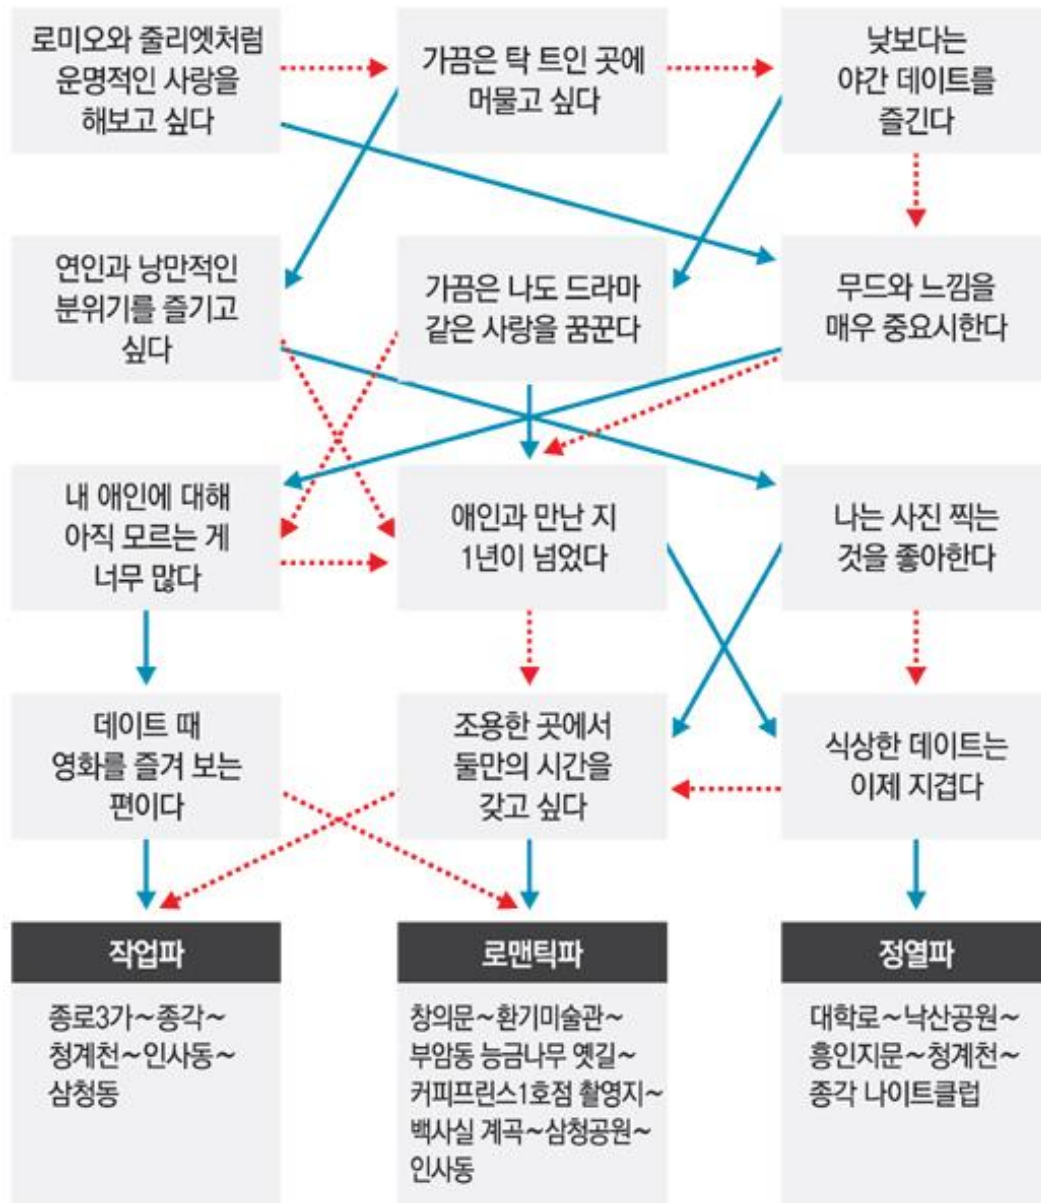 로미오와 줄리엣처럼
운명적인 사랑을
해보고 싶다
가끔은 탁 트인 곳에
머물고 싶다
낮보다는
야간 데이트를
즐긴다
연인과 낭만적인
분위기를 즐기고
싶다
가끔은 나도 드라마
같은 사랑을 꿈꾼다
무드와 느낌을
매우 중요시한다
내 애인에 대해
아직 모르는 게
너무 많다
애인과 만난 지
1년이 넘었다
나는 사진 찍는
것을 좋아한다
데이트 때
영화를 즐겨 보는
편이다
조용한 곳에서
둘만의 시간을
갖고 싶다
식상한 데이트는
이제 지겹다
작업파
종로3가~종각~
청계천~인사동~
삼청동
로맨틱파
창의문~환기미술관~
부암동 능금나무 옛길~
커피프린스1호점 촬영지~
백사실 계곡~삼청공원~
인사동
정열파
대학로~낙산공원~
흥인지문~청계천~
종각 나이트클럽